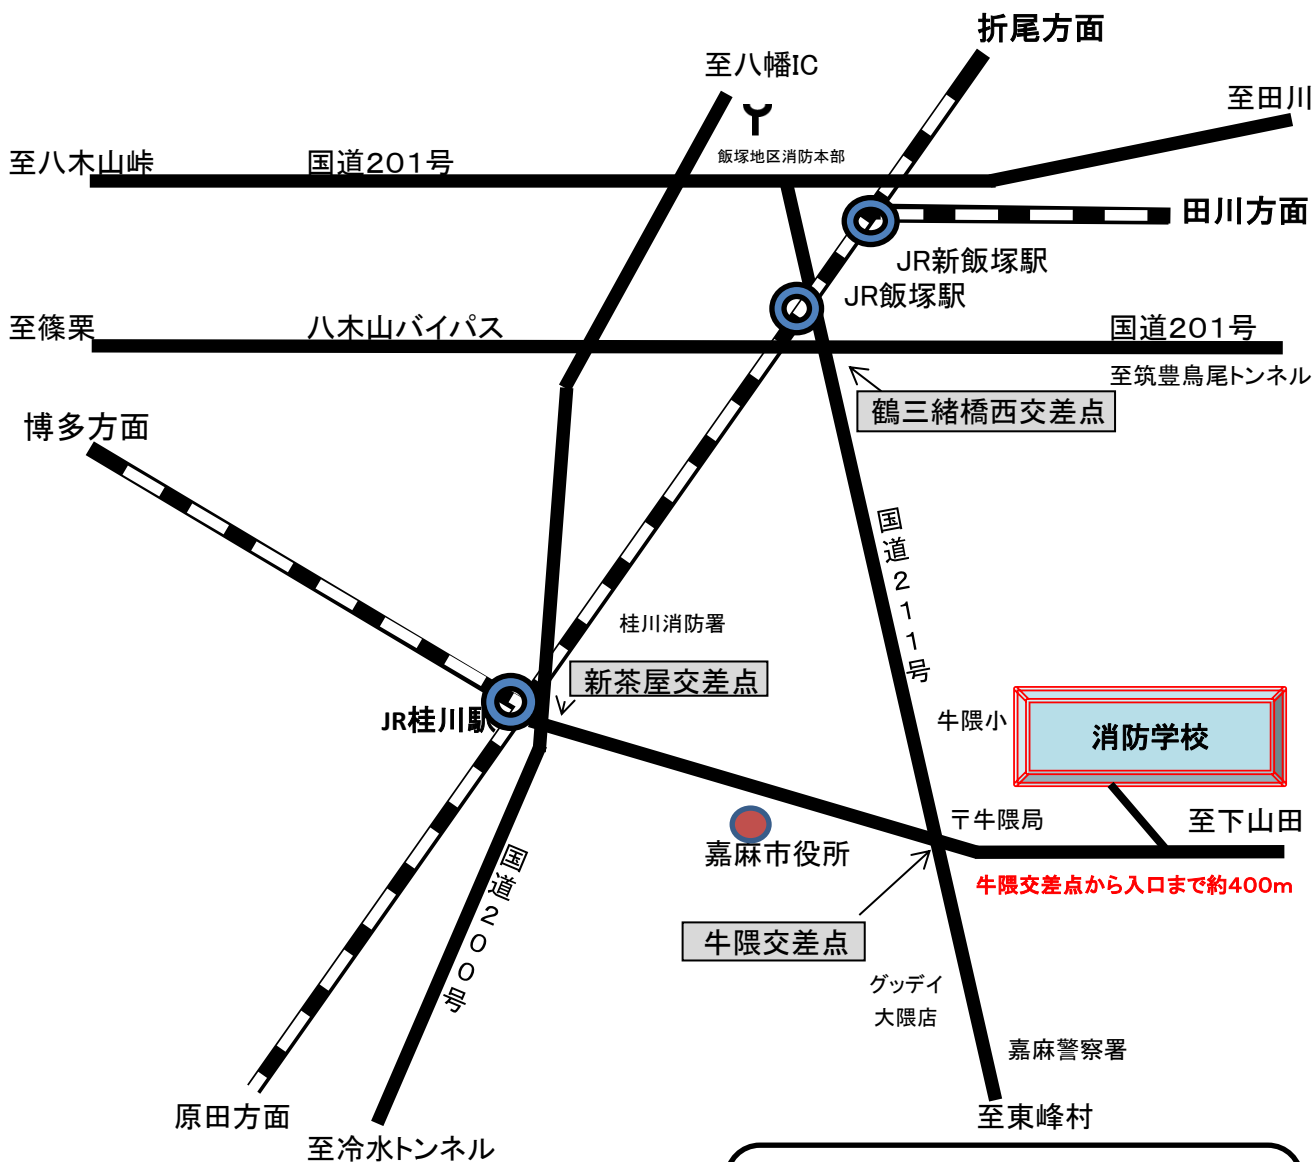 折尾方面
至八幡IC
至田川
至八木山峠
国道201号
飯塚地区消防本部
田川方面
JR新飯塚駅
JR飯塚駅
至篠栗
八木山バイパス
国道201号
至筑豊烏尾トンネル
鶴三緒橋西交差点
博多方面
国道211号
桂川消防署
新茶屋交差点
JR桂川駅
牛隈小
消防学校
〒牛隈局
至下山田
嘉麻市役所
牛隈交差点から入口まで約400m
国道200号
牛隈交差点
グッデイ
大隈店
嘉麻警察署
原田方面
至東峰村
至冷水トンネル